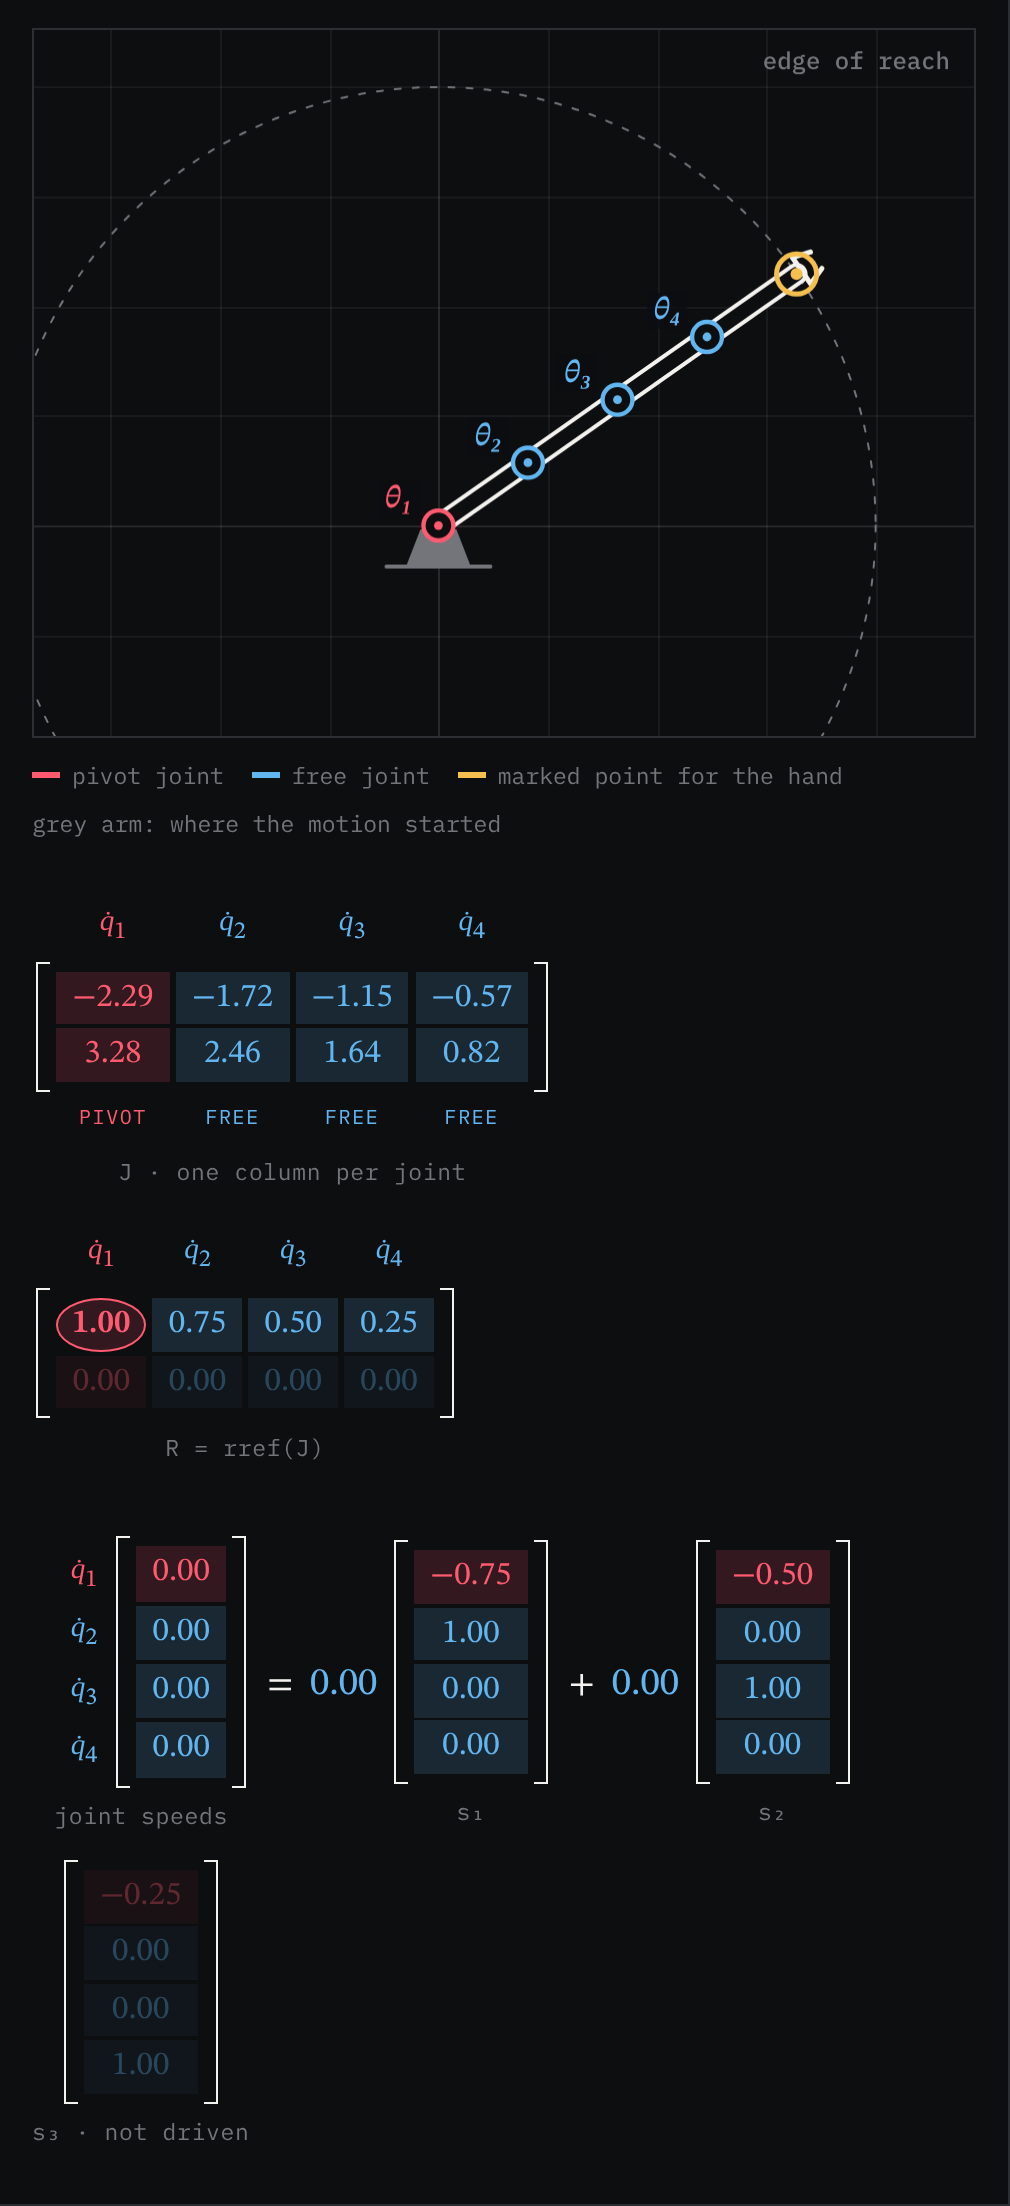 edge of reach
θ4
θ3
θ2
θ1
pivot joint free joint marked point for the hand
grey arm: where the motion started
q̇1 q̇2 q̇3 q̇4
−2.29 −1.72 −1.15 −0.57
3.28 2.46 1.64 0.82
PIVOT FREE FREE FREE
J · one column per joint
q̇1 q̇2 q̇3 q̇4
1.00 0.75 0.50 0.25
0.00 0.00 0.00 0.00
R = rref(J)
q̇1 0.00 −0.75 −0.50
q̇2 0.00 1.00 0.00
q̇3 0.00 = 0.00 0.00 + 0.00 1.00
q̇4 0.00 0.00 0.00
joint speeds s₁ s₂
−0.25
0.00
0.00
1.00
s₃ · not driven